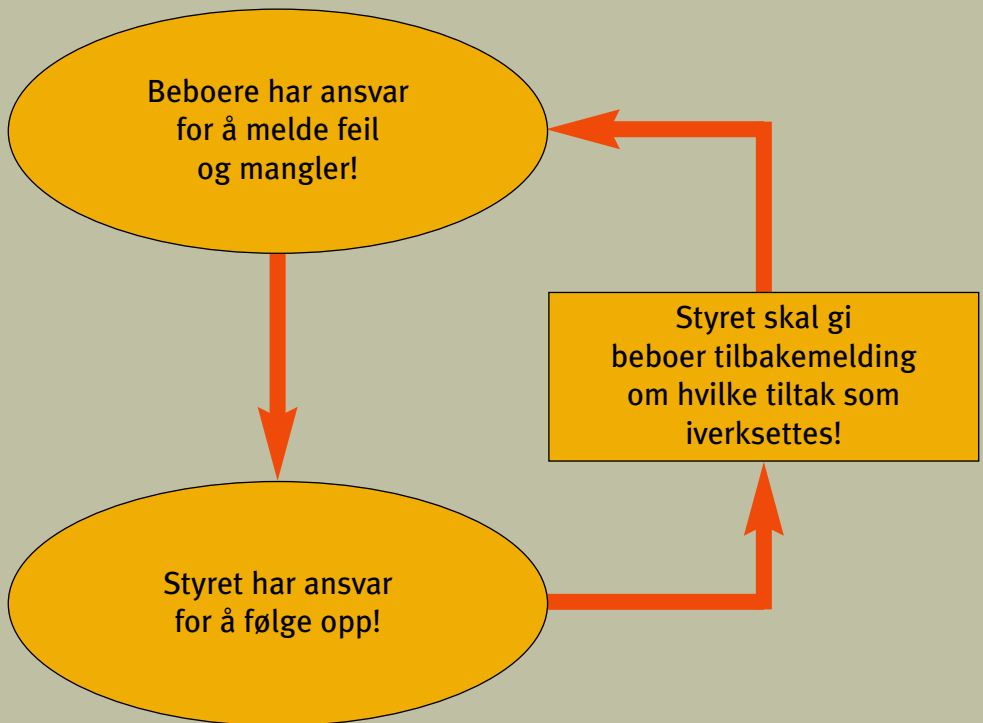 Beboere har ansvar
for å melde feil
og mangler!
Styret har ansvar
for å følge opp!
Styret skal gi
beboer tilbakemelding
om hvilke tiltak som
iverksettes!